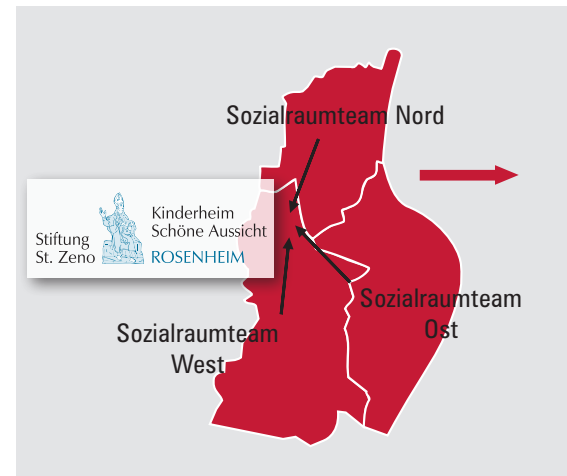 Sozialraumteam Nord
Stiftung
St. Zeno
Kinderheim
Schöne Aussicht
ROSENHEIM
Sozialraumteam
Ost
Sozialraumteam
West